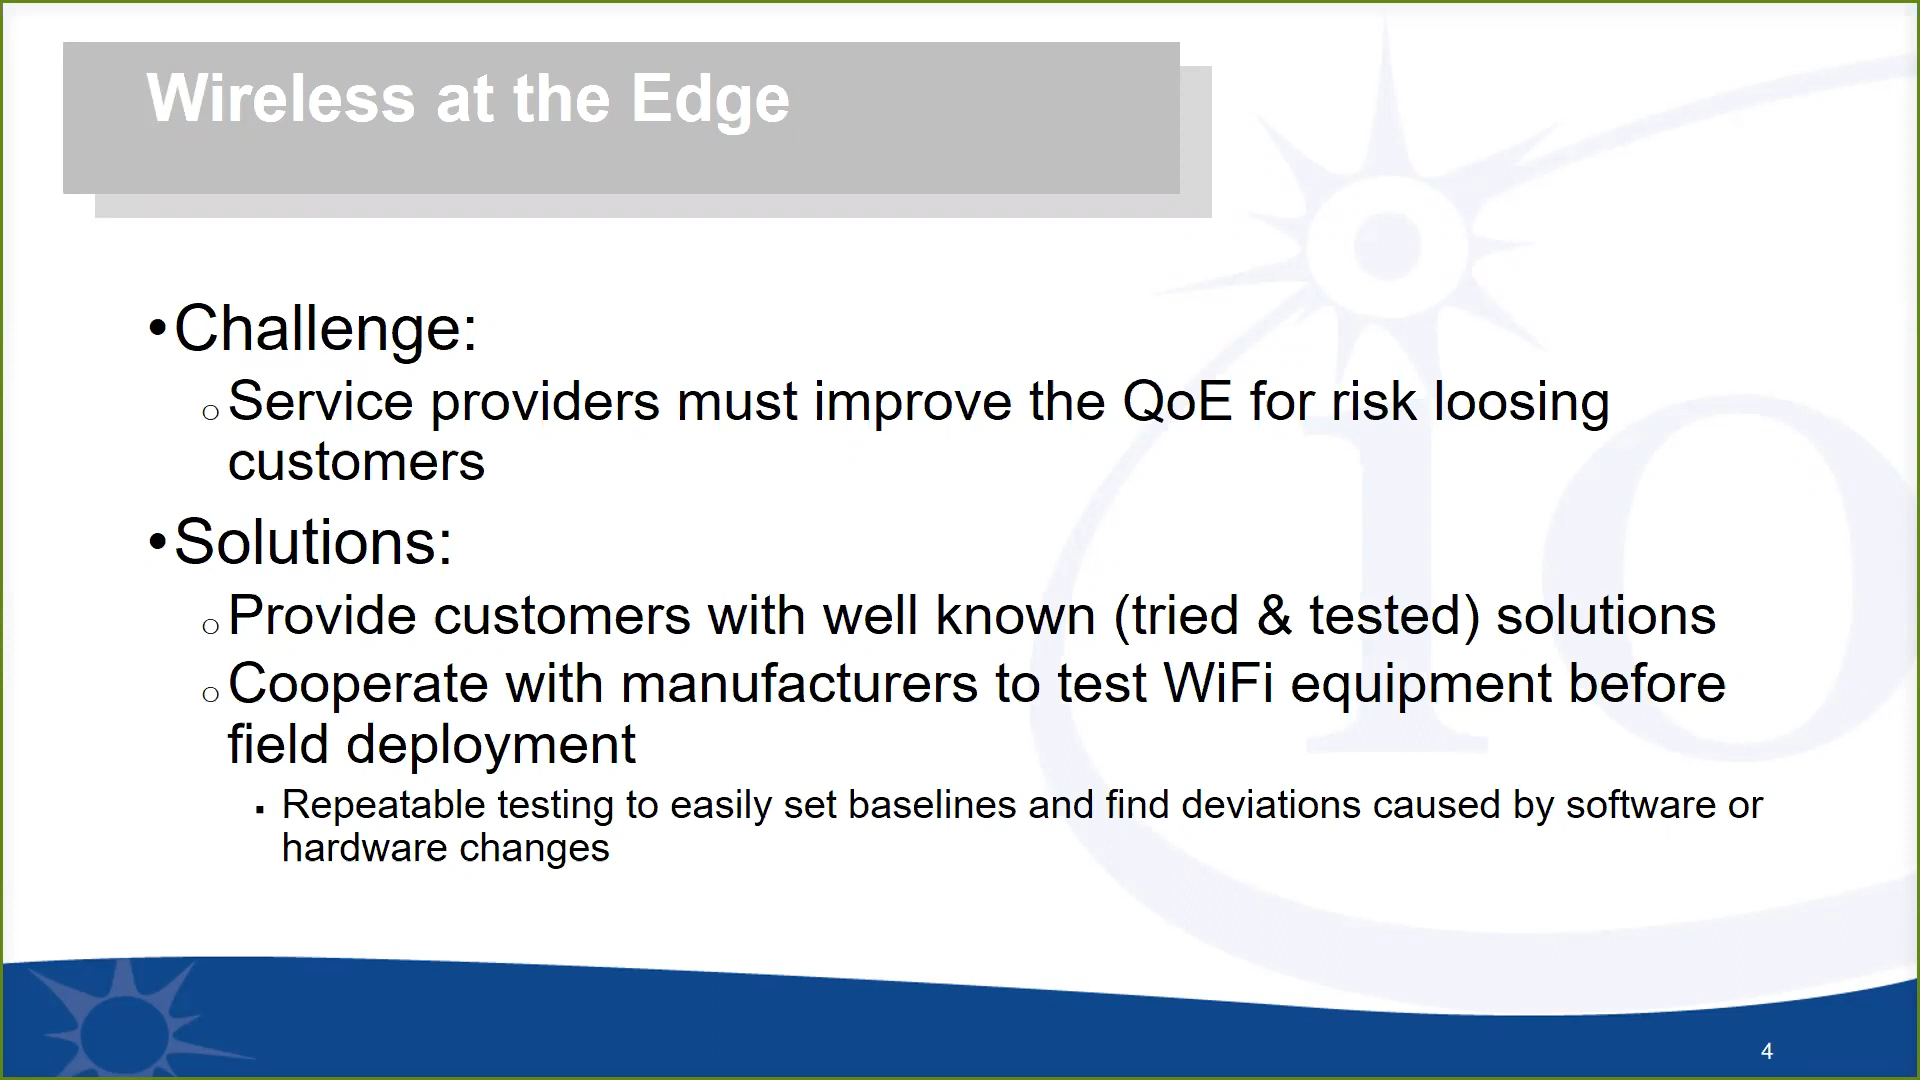 Wireless at the Edge
•Challenge:
○Service providers must improve the QoE for risk loosing
customers
•Solutions:
○Provide customers with well known (tried & tested) solutions
○Cooperate with manufacturers to test WiFi equipment before
field deployment
▪ Repeatable testing to easily set baselines and find deviations caused by software or
hardware changes
io
4